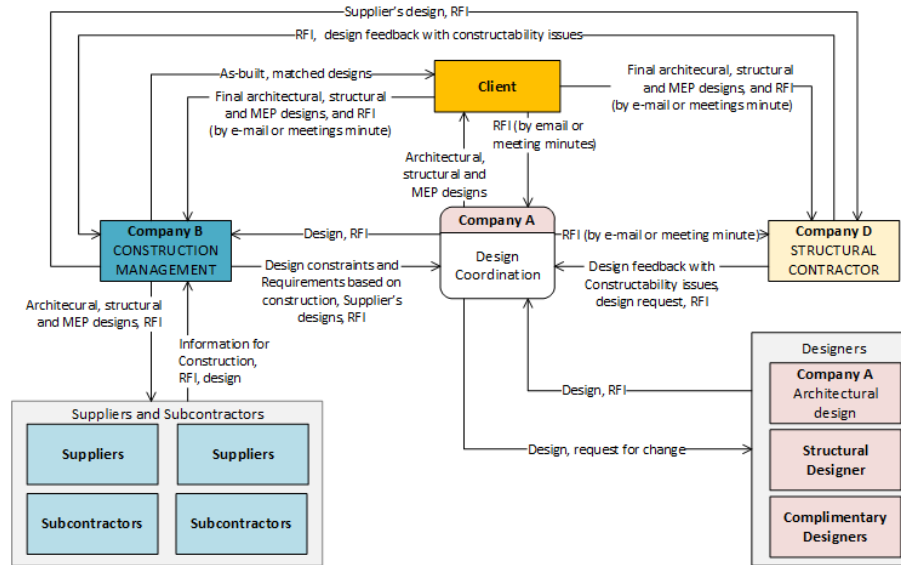 Supplier's design, RFI
RFI, design feedback with constructability issues
As-built, matched designs
Client
Final architectural, structural
and MEP designs, and RFI
(by e-mail or meetings minute)
Final architecural, structural
and MEP designs, and RFI
(by e-mail or meetings minute)
RFI (by email or
meeting minutes)
Architectural,
structural and
MEP designs
Company B
CONSTRUCTION
MANAGEMENT
Design, RFI
Company A
Design
Coordination
RFI (by e-mail or meeting minute)
Company D
STRUCTURAL
CONTRACTOR
Design constraints and
Requirements based on
construction, Supplier's
designs, RFI
Design feedback with
Constructability issues,
design request, RFI
Architecural, structural
and MEP designs, RFI
Information for
Construction,
RFI, design
Suppliers and Subcontractors
Suppliers
Suppliers
Subcontractors
Subcontractors
Design, RFI
Design, request for change
Designers
Company A
Architectural
design
Structural
Designer
Complimentary
Designers